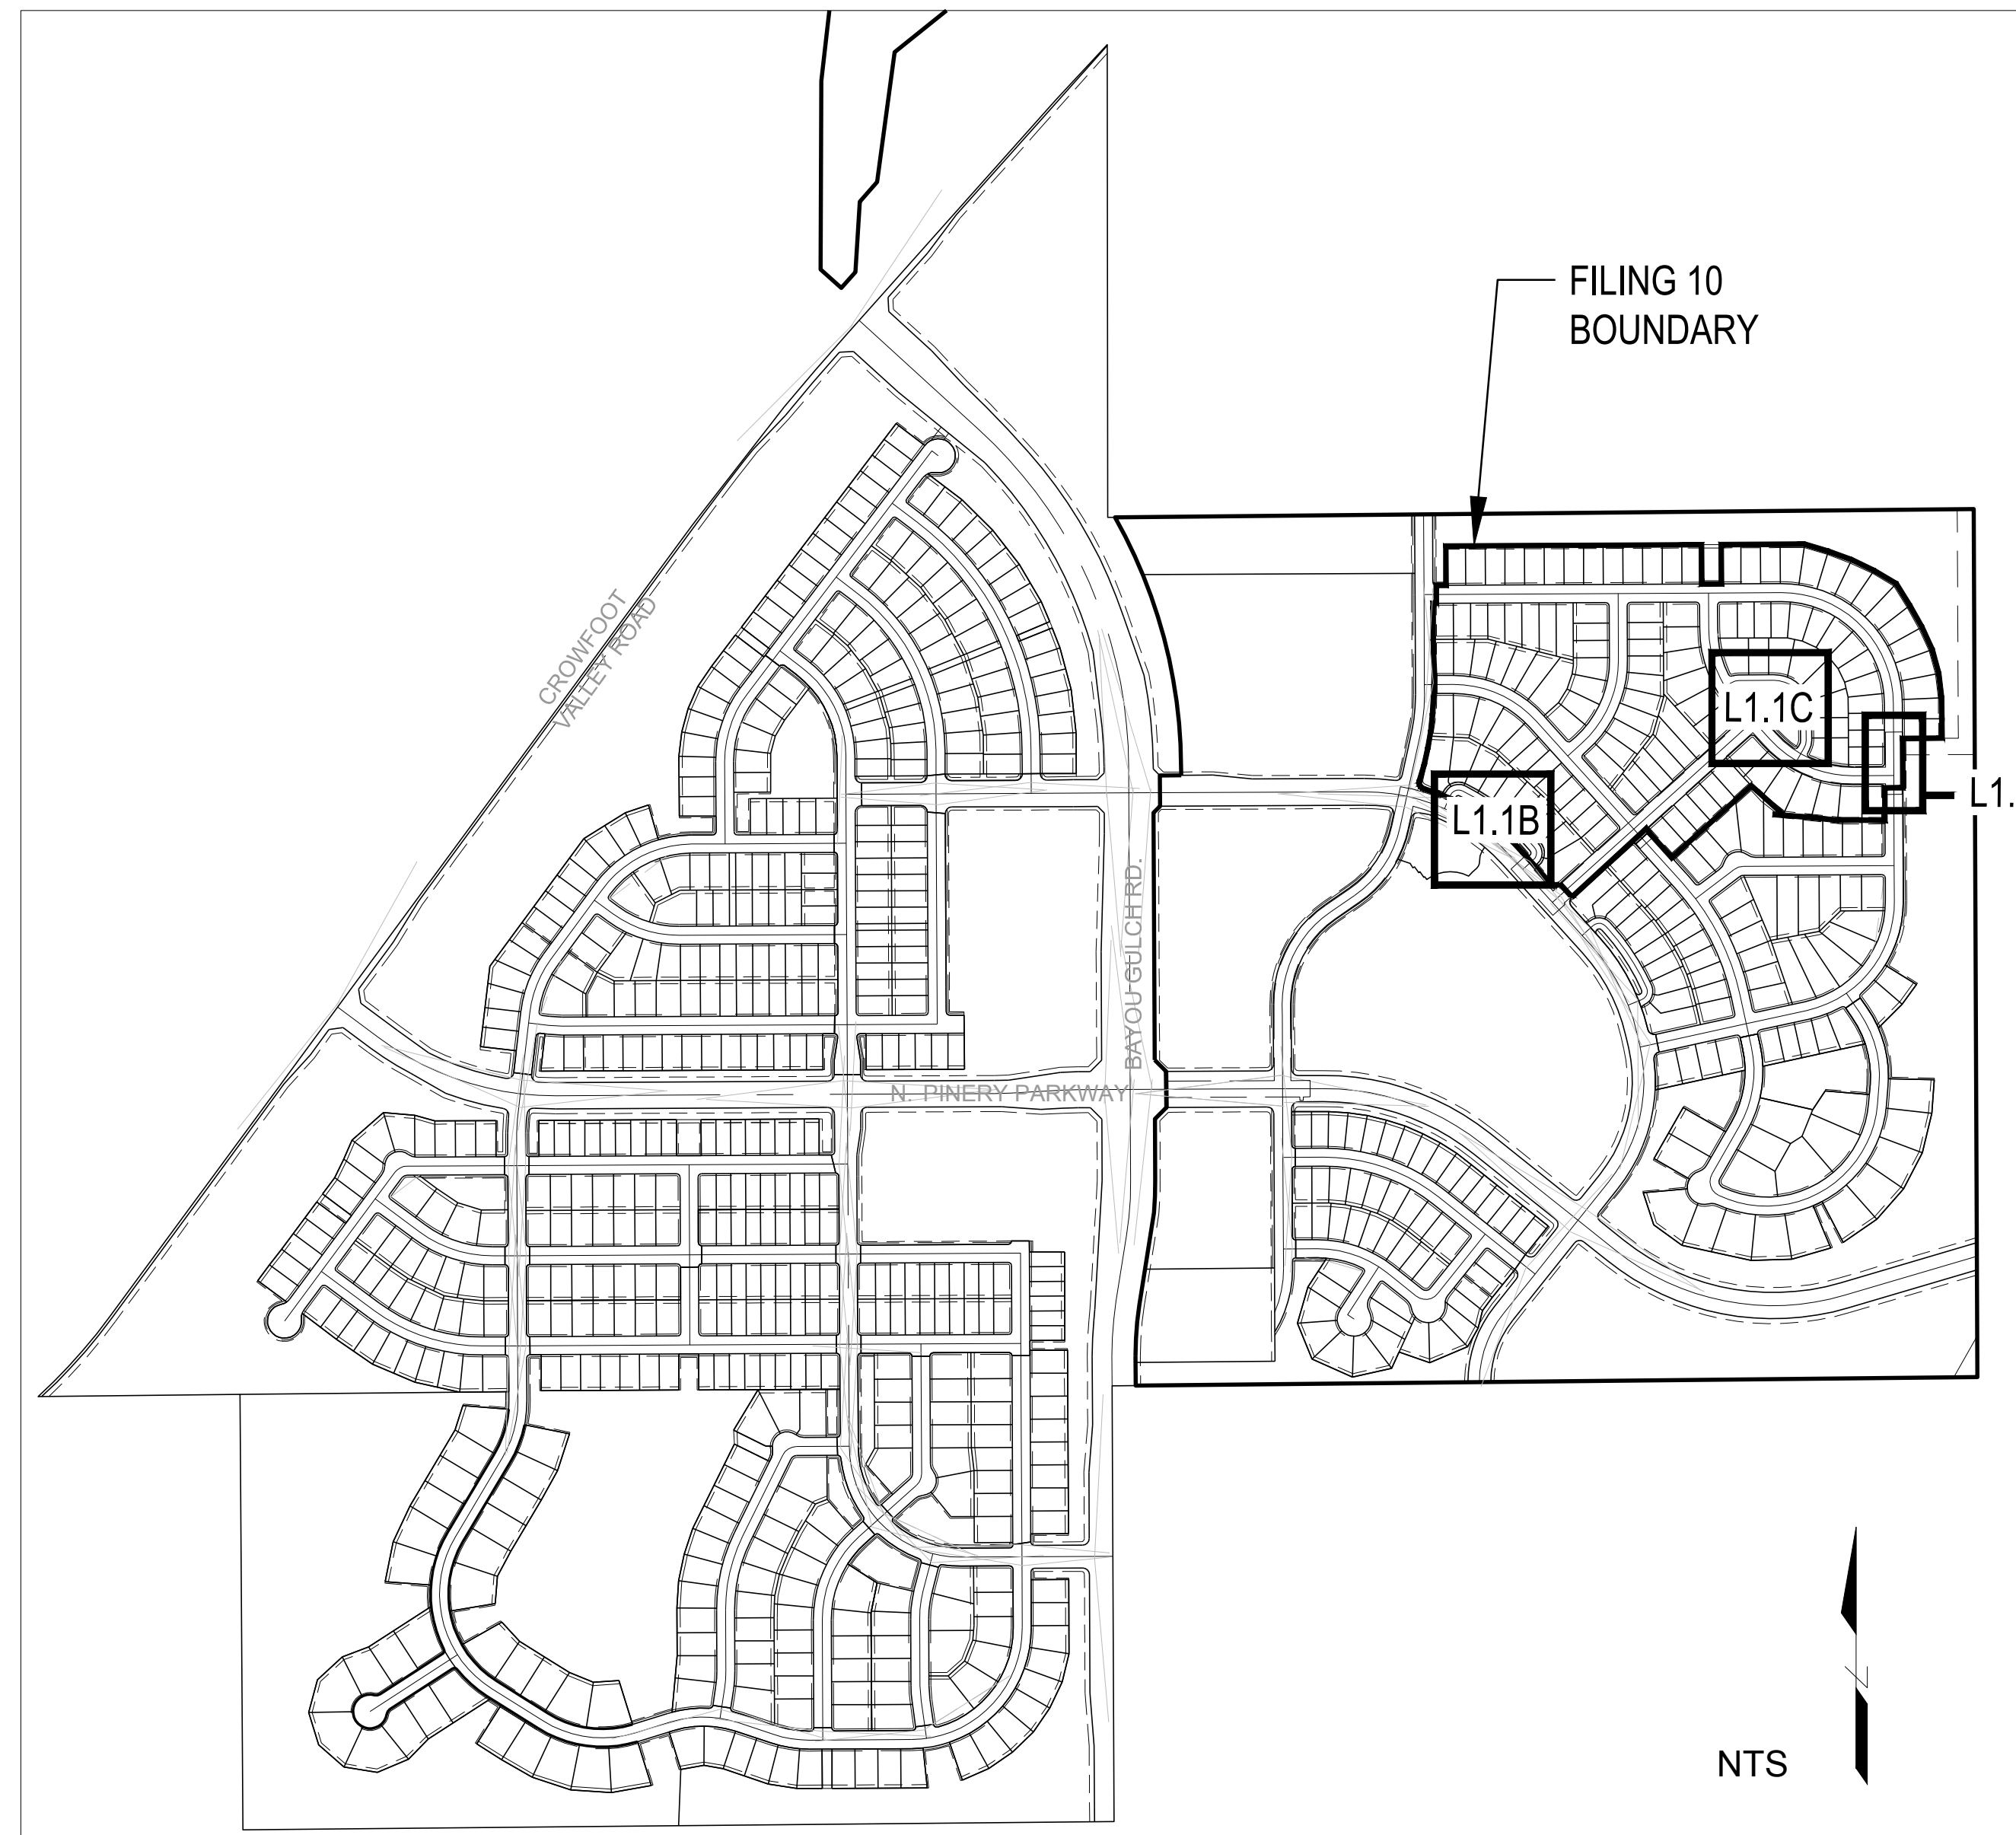 FILING 10
BOUNDARY
CROWFOOT
VALLEY ROAD
L1.1C
L1.
L1.1B
BAYOU GULCH RD.
N. PINERY PARKWAY
NTS